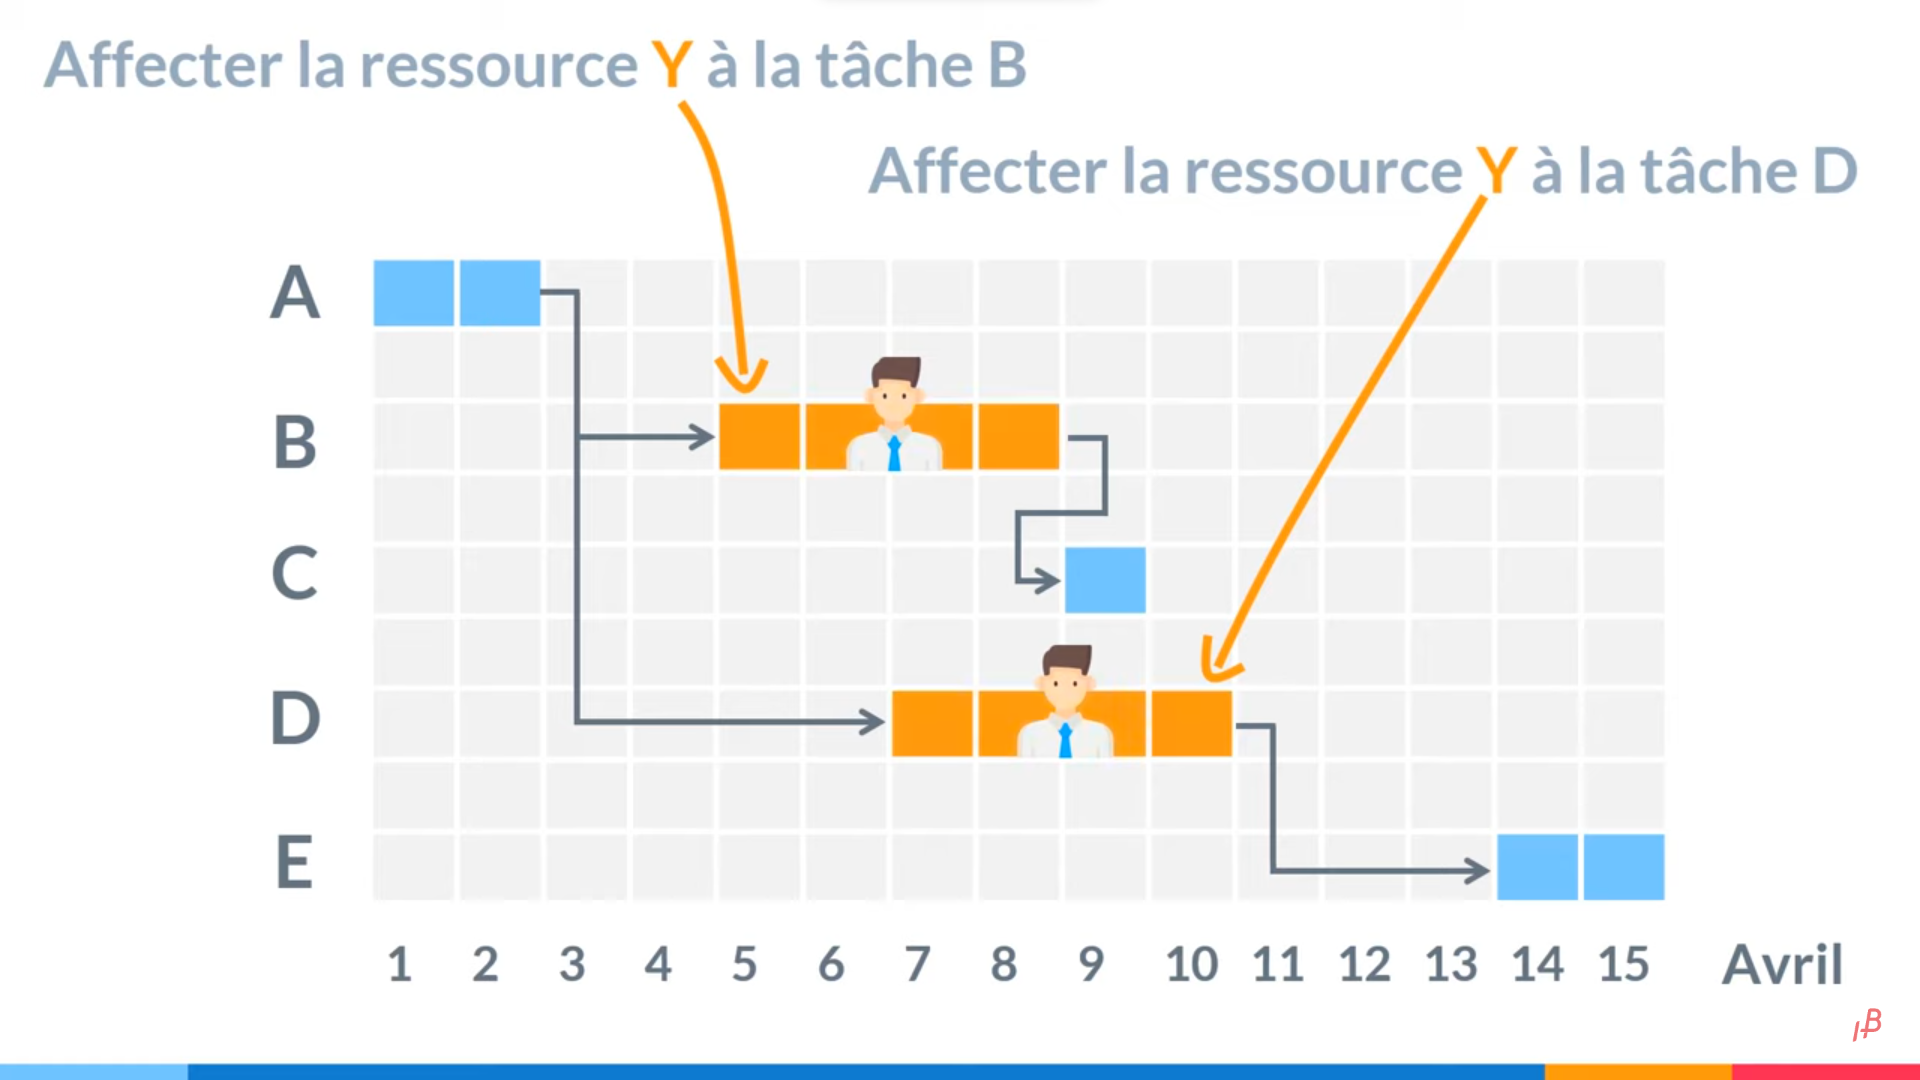 Affecter la ressource Y à la tâche B
Affecter la ressource Y à la tâche D
A
B
C
D
E
1 2 3 4 5 6 7 8 9 10 11 12 13 14 15 Avril